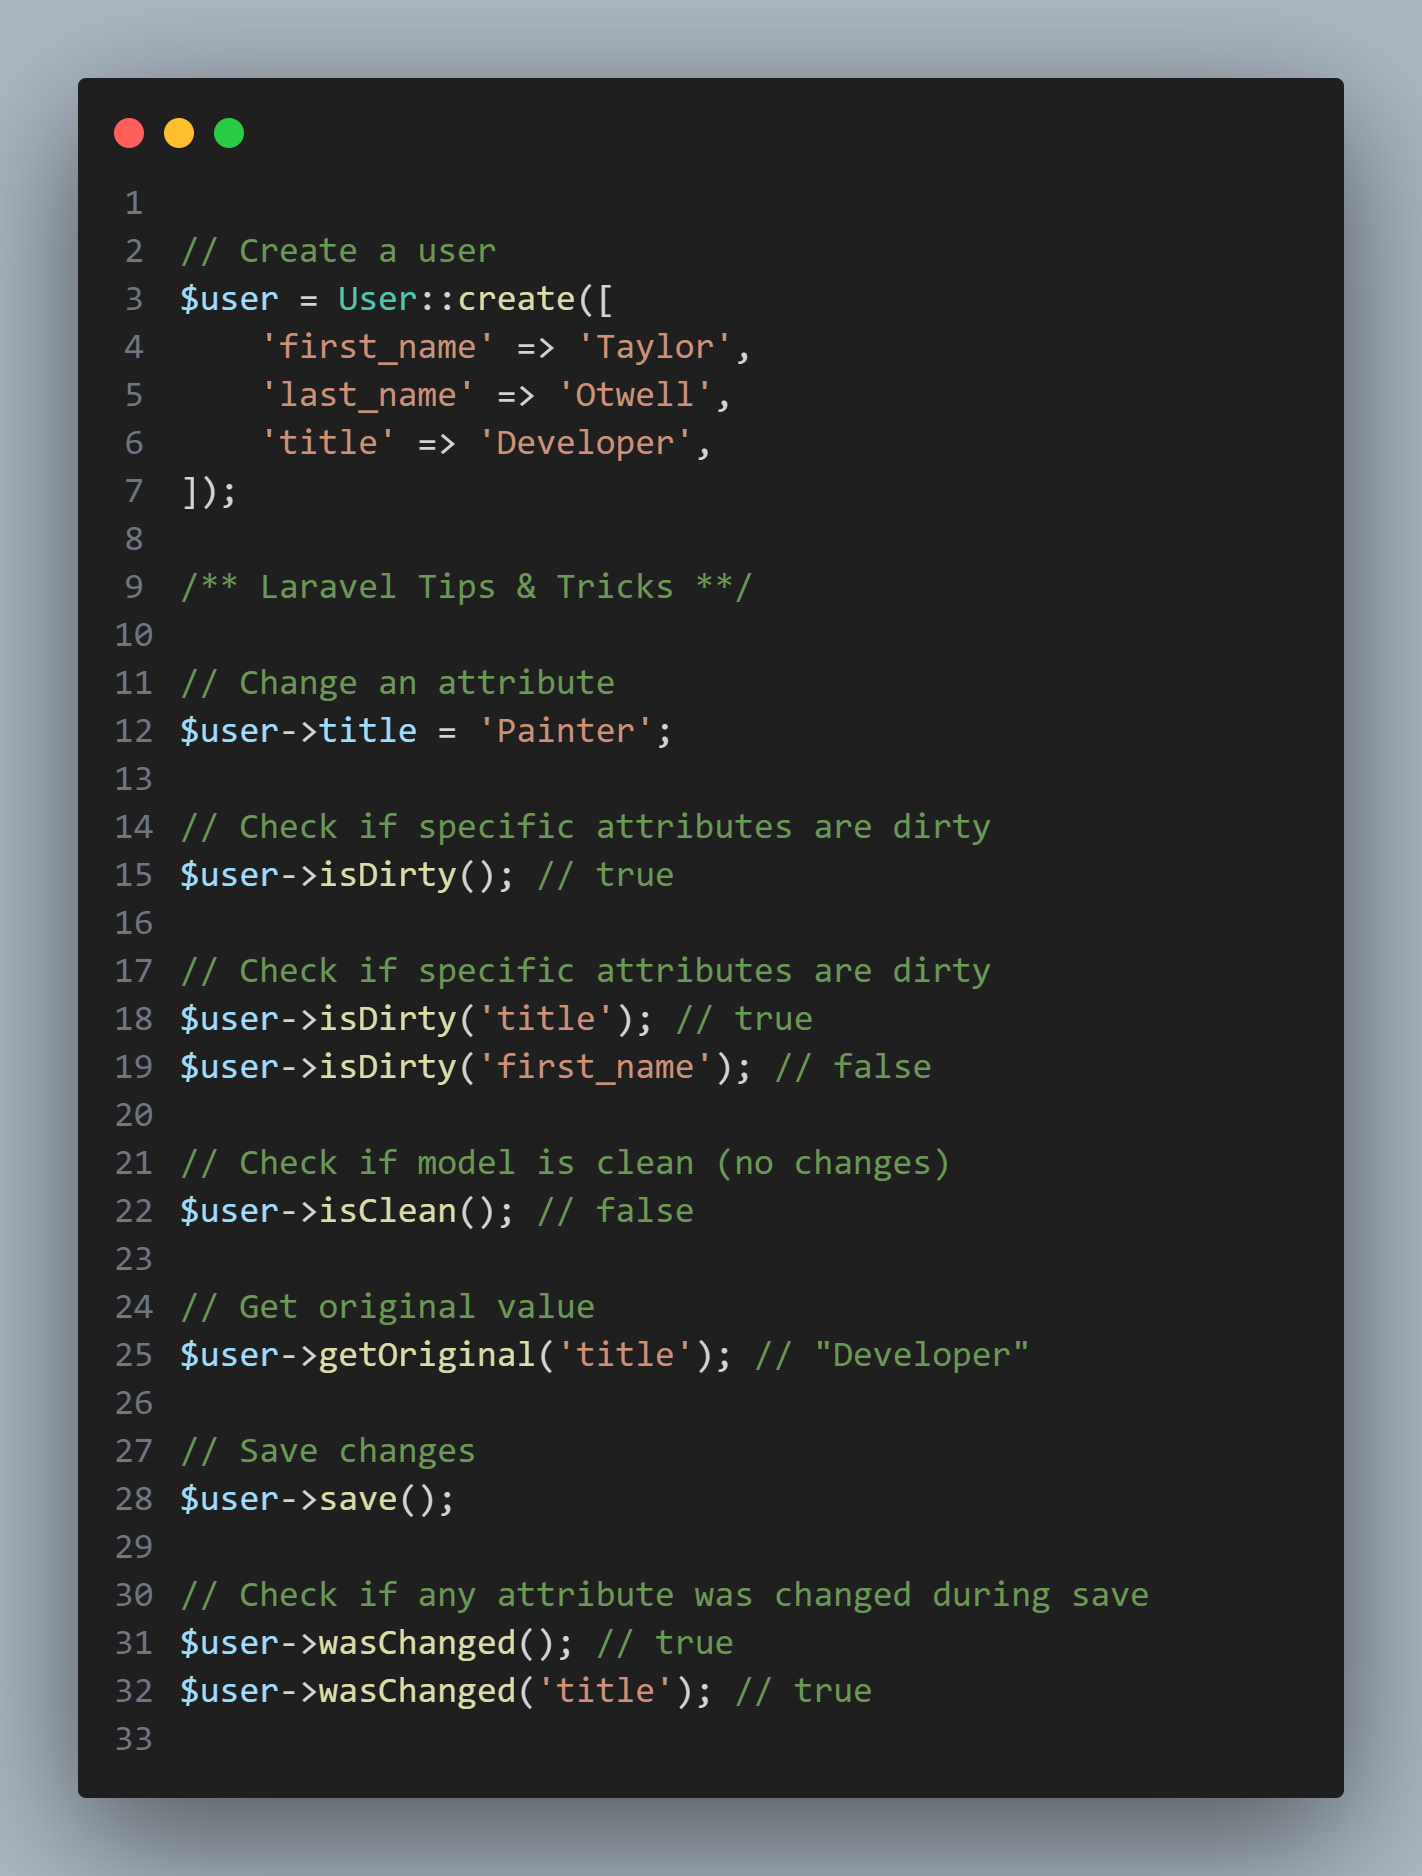 1
2 // Create a user
3 $user = User::create([
4     'first_name' => 'Taylor',
5     'last_name' => 'Otwell',
6     'title' => 'Developer',
7 ]);
8
9 /** Laravel Tips & Tricks **/
10
11 // Change an attribute
12 $user->title = 'Painter';
13
14 // Check if specific attributes are dirty
15 $user->isDirty(); // true
16
17 // Check if specific attributes are dirty
18 $user->isDirty('title'); // true
19 $user->isDirty('first_name'); // false
20
21 // Check if model is clean (no changes)
22 $user->isClean(); // false
23
24 // Get original value
25 $user->getOriginal('title'); // "Developer"
26
27 // Save changes
28 $user->save();
29
30 // Check if any attribute was changed during save
31 $user->wasChanged(); // true
32 $user->wasChanged('title'); // true
33